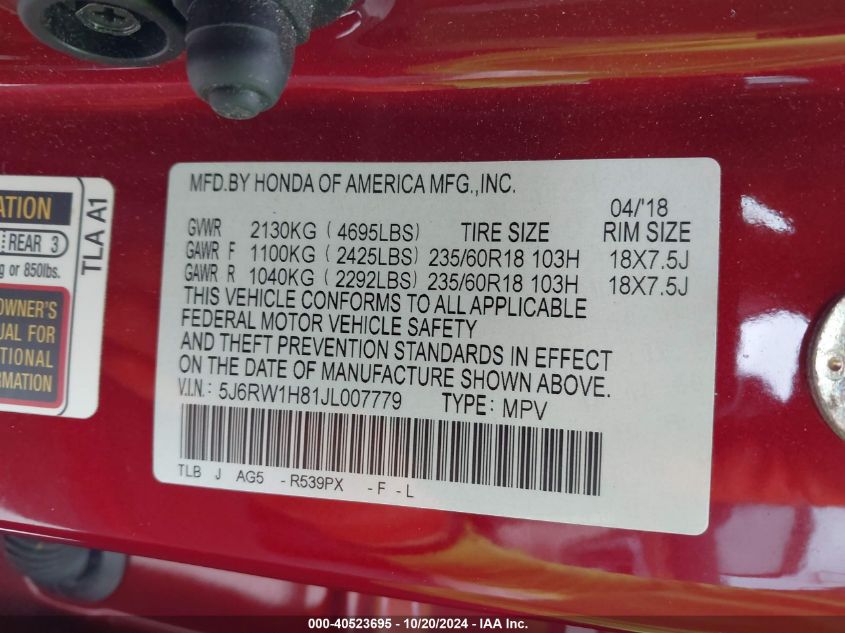 ATION
REAR 3
g or 850lbs.
TLA A1
OWNER'S
UAL FOR
TIONAL
ORMATION
MFD.BY HONDA OF AMERICA MFG.,INC.
04/'18
GVWR 2130KG ( 4695LBS) TIRE SIZE RIM SIZE
GAWR F 1100KG ( 2425LBS) 235/60R18 103H 18X7.5J
GAWR R 1040KG ( 2292LBS) 235/60R18 103H 18X7.5J
THIS VEHICLE CONFORMS TO ALL APPLICABLE
FEDERAL MOTOR VEHICLE SAFETY
AND THEFT PREVENTION STANDARDS IN EFFECT
ON THE DATE OF MANUFACTURE SHOWN ABOVE.
V.I.N.: 5J6RW1H81JL007779 TYPE: MPV
TLB J AG5 - R539PX - F - L
000-40523695 - 10/20/2024 - IAAI Inc.